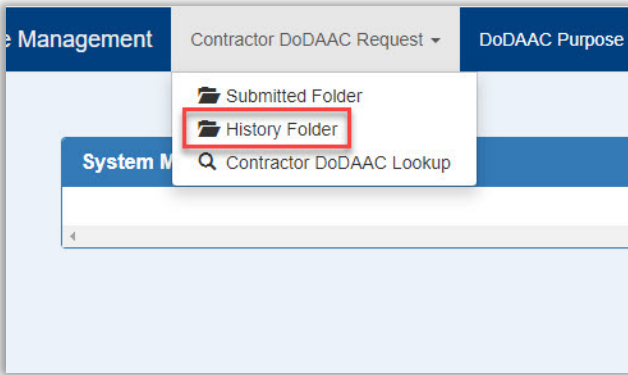 Management Contractor DoDAAC Request DoDAAC Purpose
Submitted Folder
History Folder
Contractor DoDAAC Lookup
System